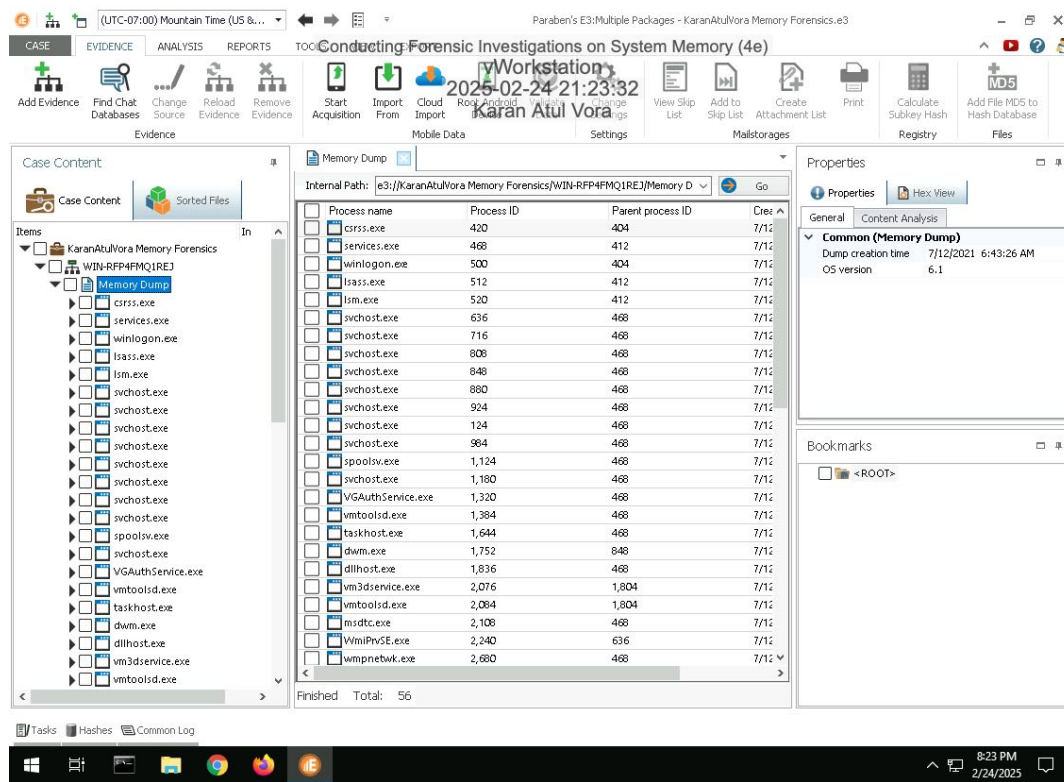 (UTC-07:00) Mountain Time (US &...
Paraben's E3:Multiple Packages - KaranAtulVora Memory Forensics.e3
CASE EVIDENCE ANALYSIS REPORTS
Conducting Forensic Investigations on System Memory (4e)
vWorkstation
2025-02-24 21:23:32
Karan Atul Vora
Add Evidence
Find Chat Databases
Change Source
Reload Evidence
Remove Evidence
Start Acquisition
Import From
Cloud Import
Root Android
Change
View Skip List
Add to Skip List
Create Attachment List
Print
Calculate Subkey Hash
MD5
Add File MD5 to Hash Database
Evidence
Mobile Data
Settings
Mailstorages
Registry
Files
Case Content
Case Content
Sorted Files
Items In
KaranAtulVora Memory Forensics
WIN-RFP4FMQ1REJ
Memory Dump
csrss.exe
services.exe
winlogon.exe
lsass.exe
lsm.exe
svchost.exe
svchost.exe
svchost.exe
svchost.exe
svchost.exe
svchost.exe
svchost.exe
svchost.exe
spoolsv.exe
svchost.exe
VGAuthService.exe
vmtoolsd.exe
taskhost.exe
dwm.exe
dllhost.exe
vm3dservice.exe
vmtoolsd.exe
Memory Dump
Internal Path: e3://KaranAtulVora Memory Forensics/WIN-RFP4FMQ1REJ/Memory D Go
Process name Process ID Parent process ID Crea
csrss.exe 420 404 7/12
services.exe 468 412 7/12
winlogon.exe 500 404 7/12
lsass.exe 512 412 7/12
lsm.exe 520 412 7/12
svchost.exe 636 468 7/12
svchost.exe 716 468 7/12
svchost.exe 808 468 7/12
svchost.exe 848 468 7/12
svchost.exe 880 468 7/12
svchost.exe 924 468 7/12
svchost.exe 124 468 7/12
svchost.exe 984 468 7/12
spoolsv.exe 1,124 468 7/12
svchost.exe 1,180 468 7/12
VGAuthService.exe 1,320 468 7/12
vmtoolsd.exe 1,384 468 7/12
taskhost.exe 1,644 468 7/12
dwm.exe 1,752 848 7/12
dllhost.exe 1,836 468 7/12
vm3dservice.exe 2,076 1,804 7/12
vmtoolsd.exe 2,084 1,804 7/12
msdtc.exe 2,108 468 7/12
WmiPrvSE.exe 2,240 636 7/12
wmpnetwk.exe 2,680 468 7/12
Finished Total: 56
Properties
Properties Hex View
General Content Analysis
Common (Memory Dump)
Dump creation time 7/12/2021 6:43:26 AM
OS version 6.1
Bookmarks
<ROOT>
Tasks Hashes Common Log
8:23 PM
2/24/2025